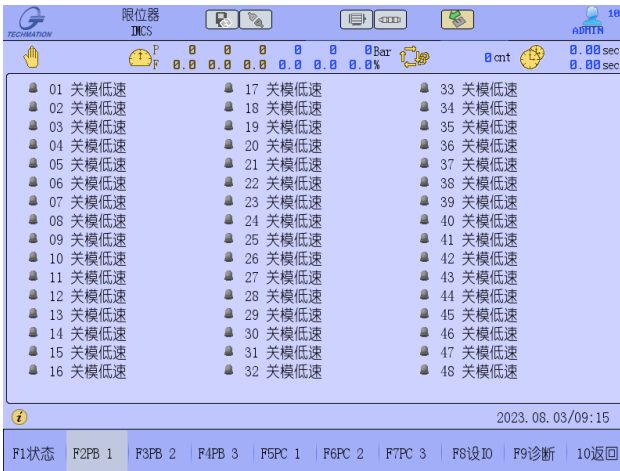 限位器 10
TECHMATION IMCS ADMIN
P 0 0 0 0 0 0Bar 0.00 sec
F 0.0 0.0 0.0 0.0 0.0 0.0% 0 cnt 0.00 sec
01 关模低速 17 关模低速 33 关模低速
02 关模低速 18 关模低速 34 关模低速
03 关模低速 19 关模低速 35 关模低速
04 关模低速 20 关模低速 36 关模低速
05 关模低速 21 关模低速 37 关模低速
06 关模低速 22 关模低速 38 关模低速
07 关模低速 23 关模低速 39 关模低速
08 关模低速 24 关模低速 40 关模低速
09 关模低速 25 关模低速 41 关模低速
10 关模低速 26 关模低速 42 关模低速
11 关模低速 27 关模低速 43 关模低速
12 关模低速 28 关模低速 44 关模低速
13 关模低速 29 关模低速 45 关模低速
14 关模低速 30 关模低速 46 关模低速
15 关模低速 31 关模低速 47 关模低速
16 关模低速 32 关模低速 48 关模低速
2023. 08. 03/09:15
F1状态 F2PB 1 F3PB 2 F4PB 3 F5PC 1 F6PC 2 F7PC 3 F8设IO F9诊断 10返回